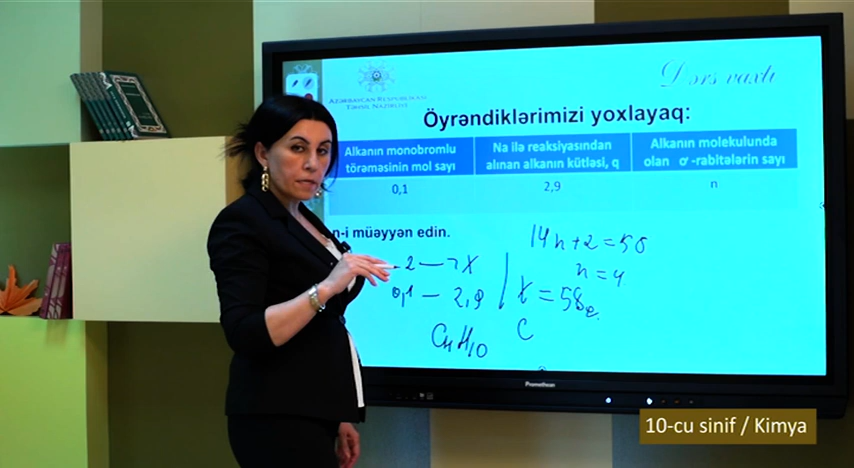 Dərs vaxtı
AZƏRBAYCAN RESPUBLİKASI
TƏHSİL NAZİRLİYİ
Öyrəndiklərimizi yoxlayaq:
Alkanın monobromlu törəməsinin mol sayı
Na ilə reaksiyasından alınan alkanın kütləsi, q
Alkanın molekulunda olan σ -rabitələrin sayı
0,1
2,9
n
n-i müəyyən edin.
14n+2=58
n=4
2 — x
0,1 — 2,9
x = 58
C4H10
C
Promethean
10-cu sinif / Kimya